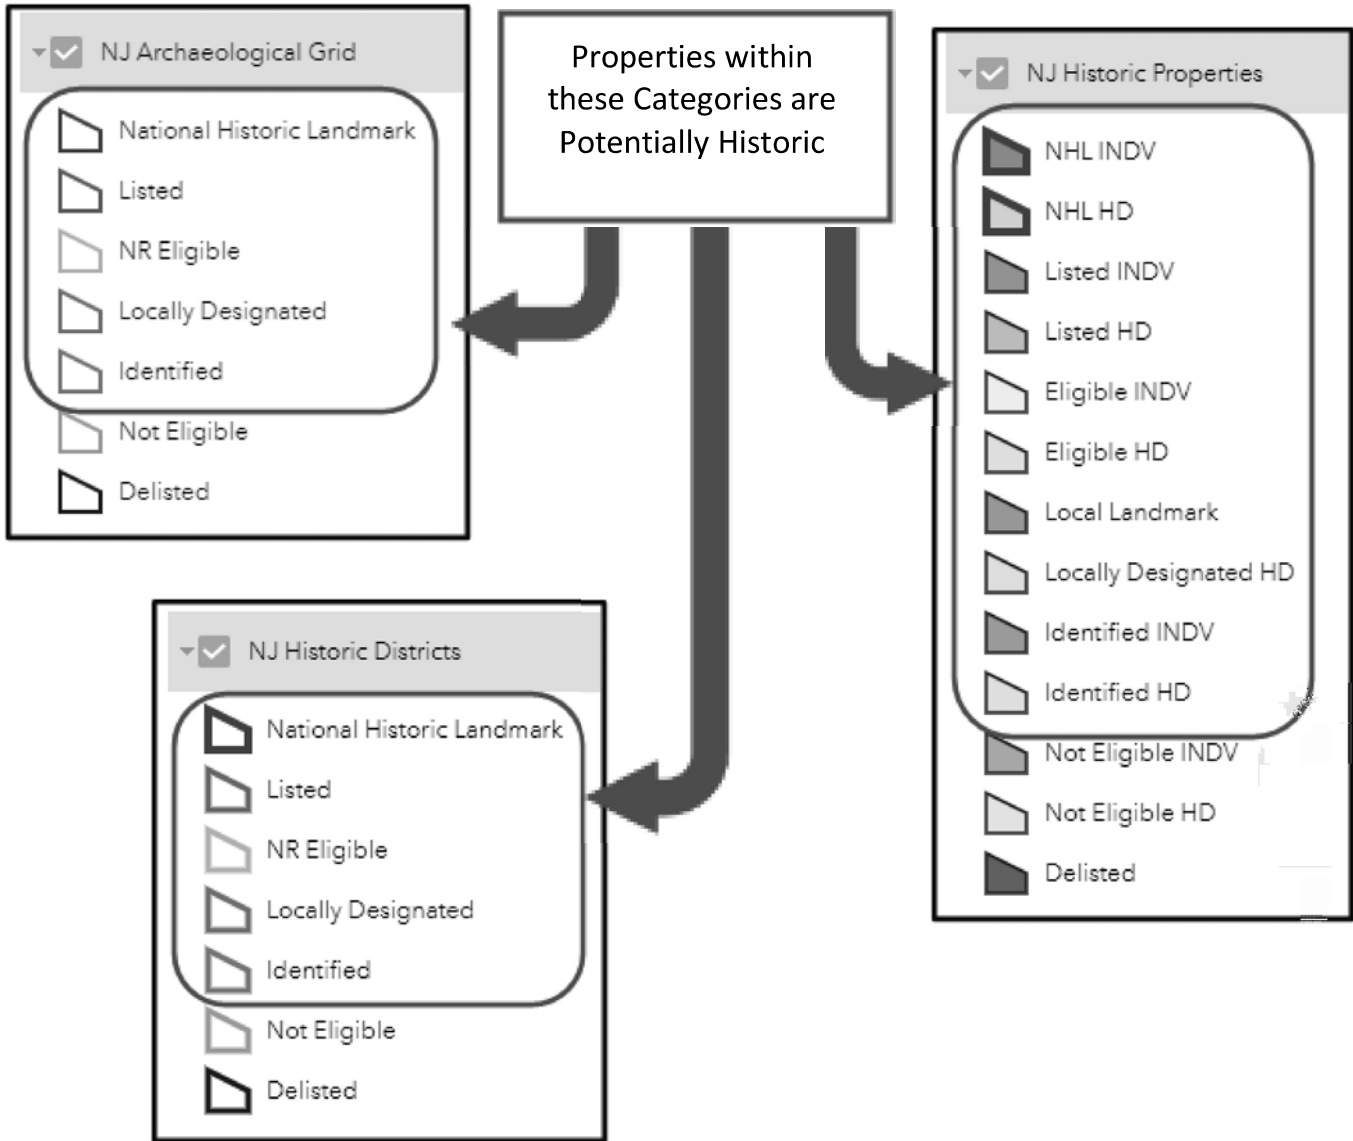 NJ Archaeological Grid
National Historic Landmark
Listed
NR Eligible
Locally Designated
Identified
Not Eligible
Delisted
Properties within
these Categories are
Potentially Historic
NJ Historic Properties
NHL INDV
NHL HD
Listed INDV
Listed HD
Eligible INDV
Eligible HD
Local Landmark
Locally Designated HD
Identified INDV
Identified HD
Not Eligible INDV
Not Eligible HD
Delisted
NJ Historic Districts
National Historic Landmark
Listed
NR Eligible
Locally Designated
Identified
Not Eligible
Delisted